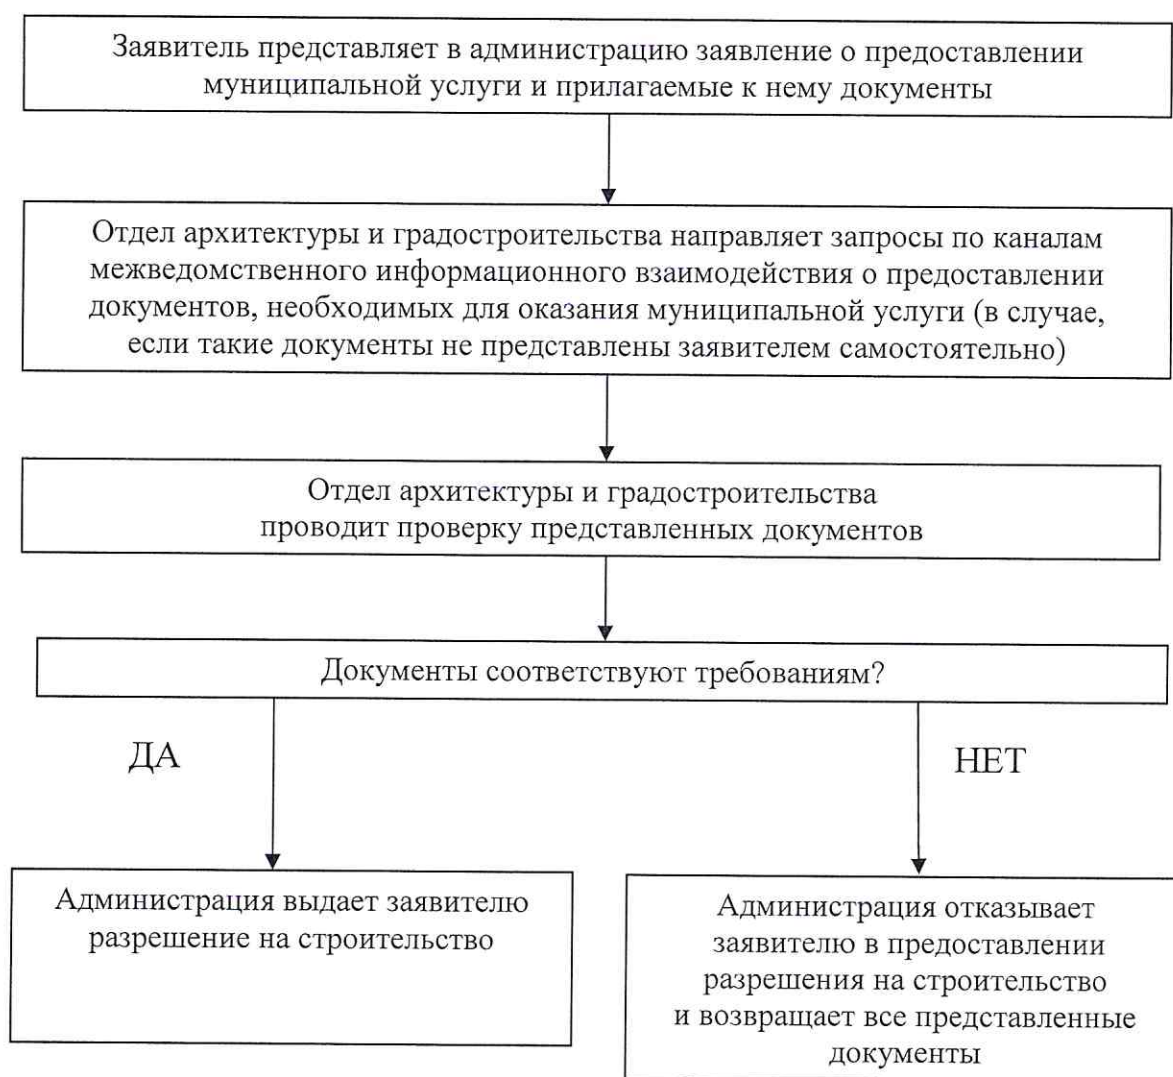 Заявитель представляет в администрацию заявление о предоставлении
муниципальной услуги и прилагаемые к нему документы
Отдел архитектуры и градостроительства направляет запросы по каналам
межведомственного информационного взаимодействия о предоставлении
документов, необходимых для оказания муниципальной услуги (в случае,
если такие документы не представлены заявителем самостоятельно)
Отдел архитектуры и градостроительства
проводит проверку представленных документов
Документы соответствуют требованиям?
ДА
НЕТ
Администрация выдает заявителю
разрешение на строительство
Администрация отказывает
заявителю в предоставлении
разрешения на строительство
и возвращает все представленные
документы